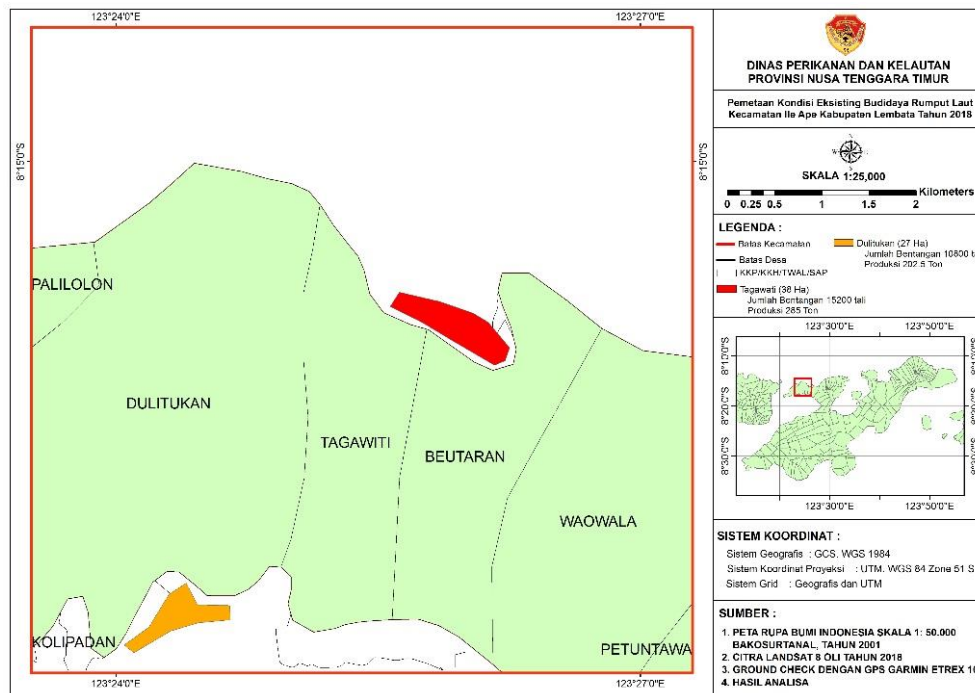 123°24'0"E
123°27'0"E
8°15'0"S
8°15'0"S
PALILOLON
DULITUKAN
TAGAWITI
BEUTARAN
WAOWALA
KOLIPADAN
PETUNTAWA
123°24'0"E
123°27'0"E
DINAS PERIKANAN DAN KELAUTAN
PROVINSI NUSA TENGGARA TIMUR
Pemetaan Kondisi Eksisting Budidaya Rumput Laut
Kecamatan Ile Ape Kabupaten Lembata Tahun 2018
SKALA 1:25,000
Kilometers
0 0.25 0.5 1 1.5 2
LEGENDA :
Batas Kecamatan
Batas Desa
KKP/KKH/TWAL/SAP
Tagawati (38 Ha)
Jumlah Bentangan 15200 tali
Produksi 285 Ton
Dulitukan (27 Ha)
Jumlah Bentangan 10800 ta
Produksi 202.5 Ton
123°30'0"E 123°50'0"E
8°20'0"S
8°30'0"S
123°30'0"E 123°50'0"E
SISTEM KOORDINAT :
Sistem Geografis : GCS. WGS 1984
Sistem Koordinat Proyeksi : UTM. WGS 84 Zone 51 S
Sistem Grid : Geografis dan UTM
SUMBER :
1. PETA RUPA BUMI INDONESIA SKALA 1: 50.000
BAKOSURTANAL, TAHUN 2001
2. CITRA LANDSAT 8 OLI TAHUN 2018
3. GROUND CHECK DENGAN GPS GARMIN ETREX 10
4. HASIL ANALISA